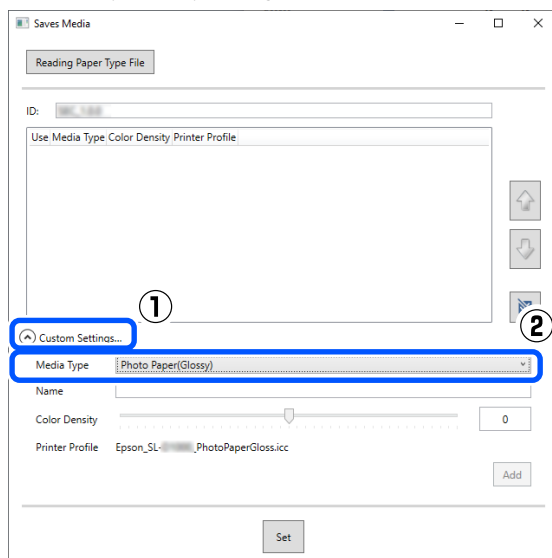 Saves Media
Reading Paper Type File
ID:
Use Media Type Color Density Printer Profile
①
Custom Settings...
②
Media Type Photo Paper(Glossy)
Name
Color Density 0
Printer Profile Epson_SL- _PhotoPaperGloss.icc
Add
Set